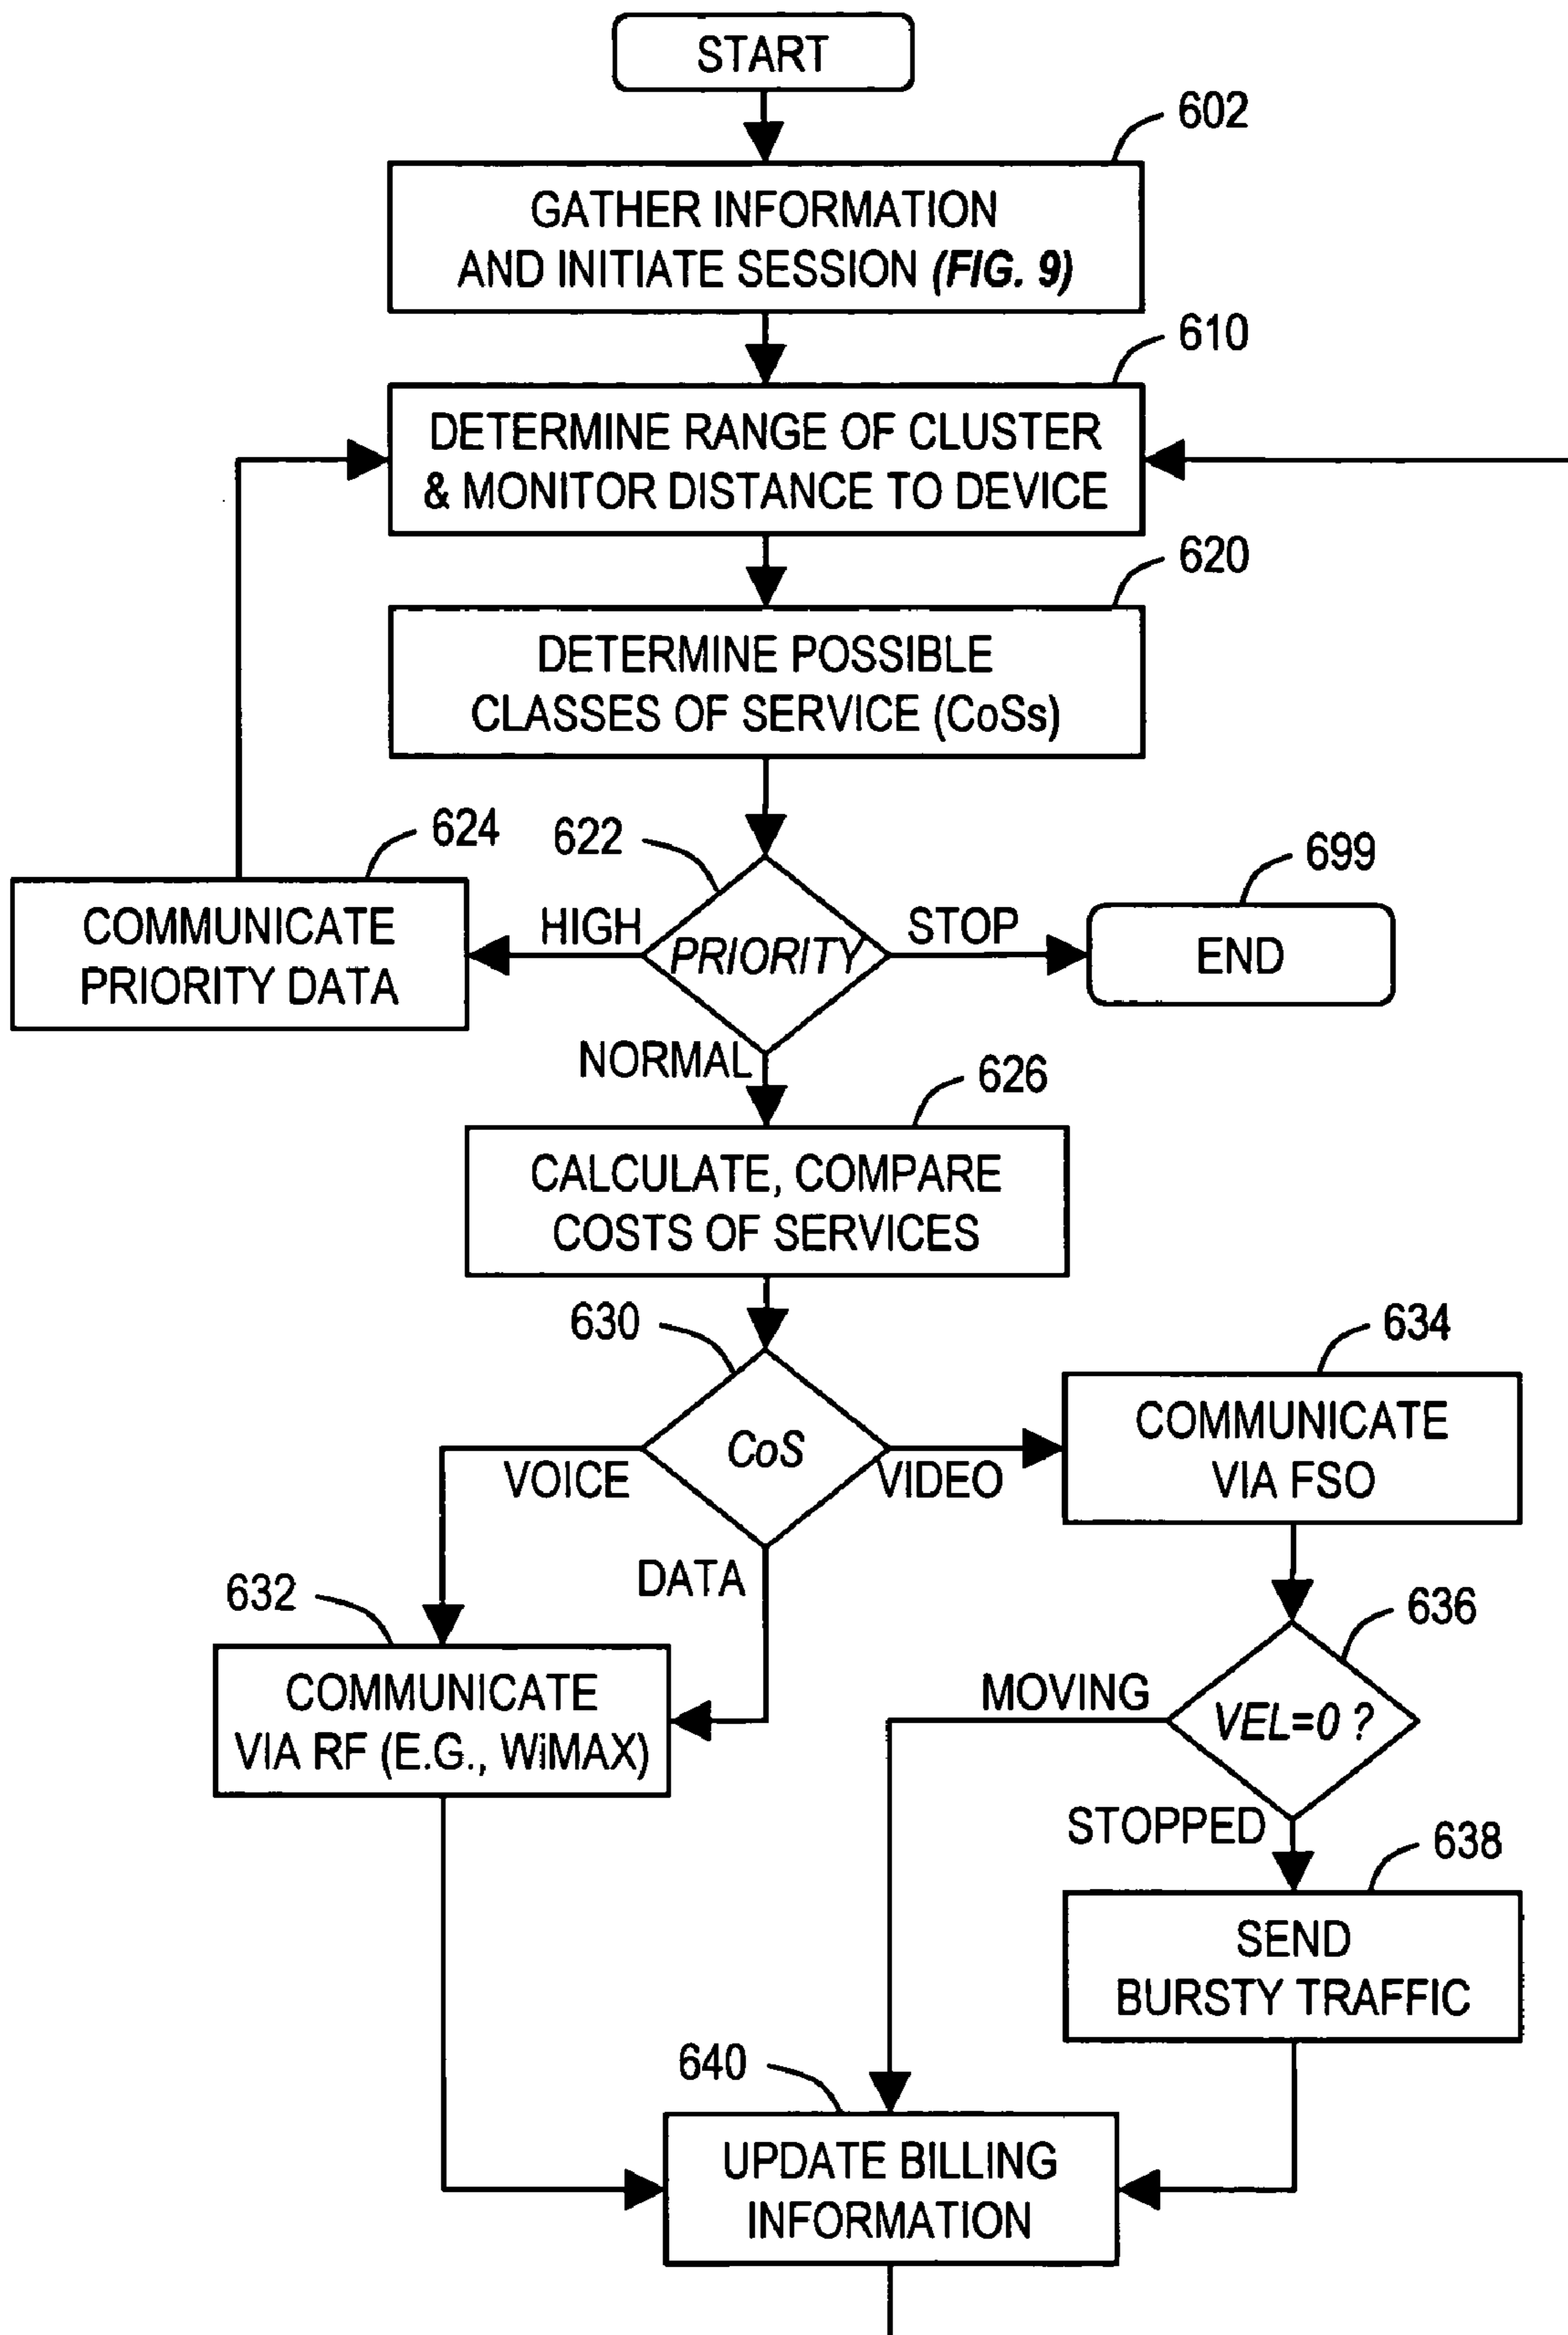 START
602
GATHER INFORMATION
AND INITIATE SESSION (FIG. 9)
610
DETERMINE RANGE OF CLUSTER
& MONITOR DISTANCE TO DEVICE
620
DETERMINE POSSIBLE
CLASSES OF SERVICE (CoSs)
624
622
699
COMMUNICATE
PRIORITY DATA
HIGH
PRIORITY
STOP
END
NORMAL
626
CALCULATE, COMPARE
COSTS OF SERVICES
630
634
CoS
VOICE
VIDEO
COMMUNICATE
VIA FSO
DATA
632
636
COMMUNICATE
VIA RF (E.G., WiMAX)
MOVING
VEL=0 ?
STOPPED
638
SEND
BURSTY TRAFFIC
640
UPDATE BILLING
INFORMATION